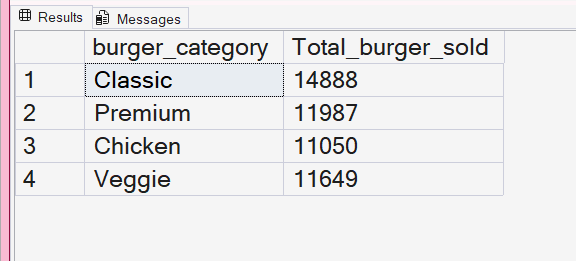 Results Messages
burger_category Total_burger_sold
1 Classic 14888
2 Premium 11987
3 Chicken 11050
4 Veggie 11649